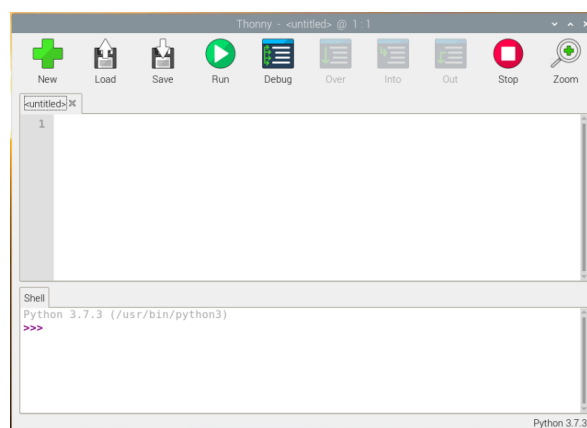 Thonny - <untitled> @ 1 : 1
New Load Save Run Debug Over Into Out Stop Zoom
<untitled>
1
Shell
Python 3.7.3 (/usr/bin/python3)
>>>
Python 3.7.3